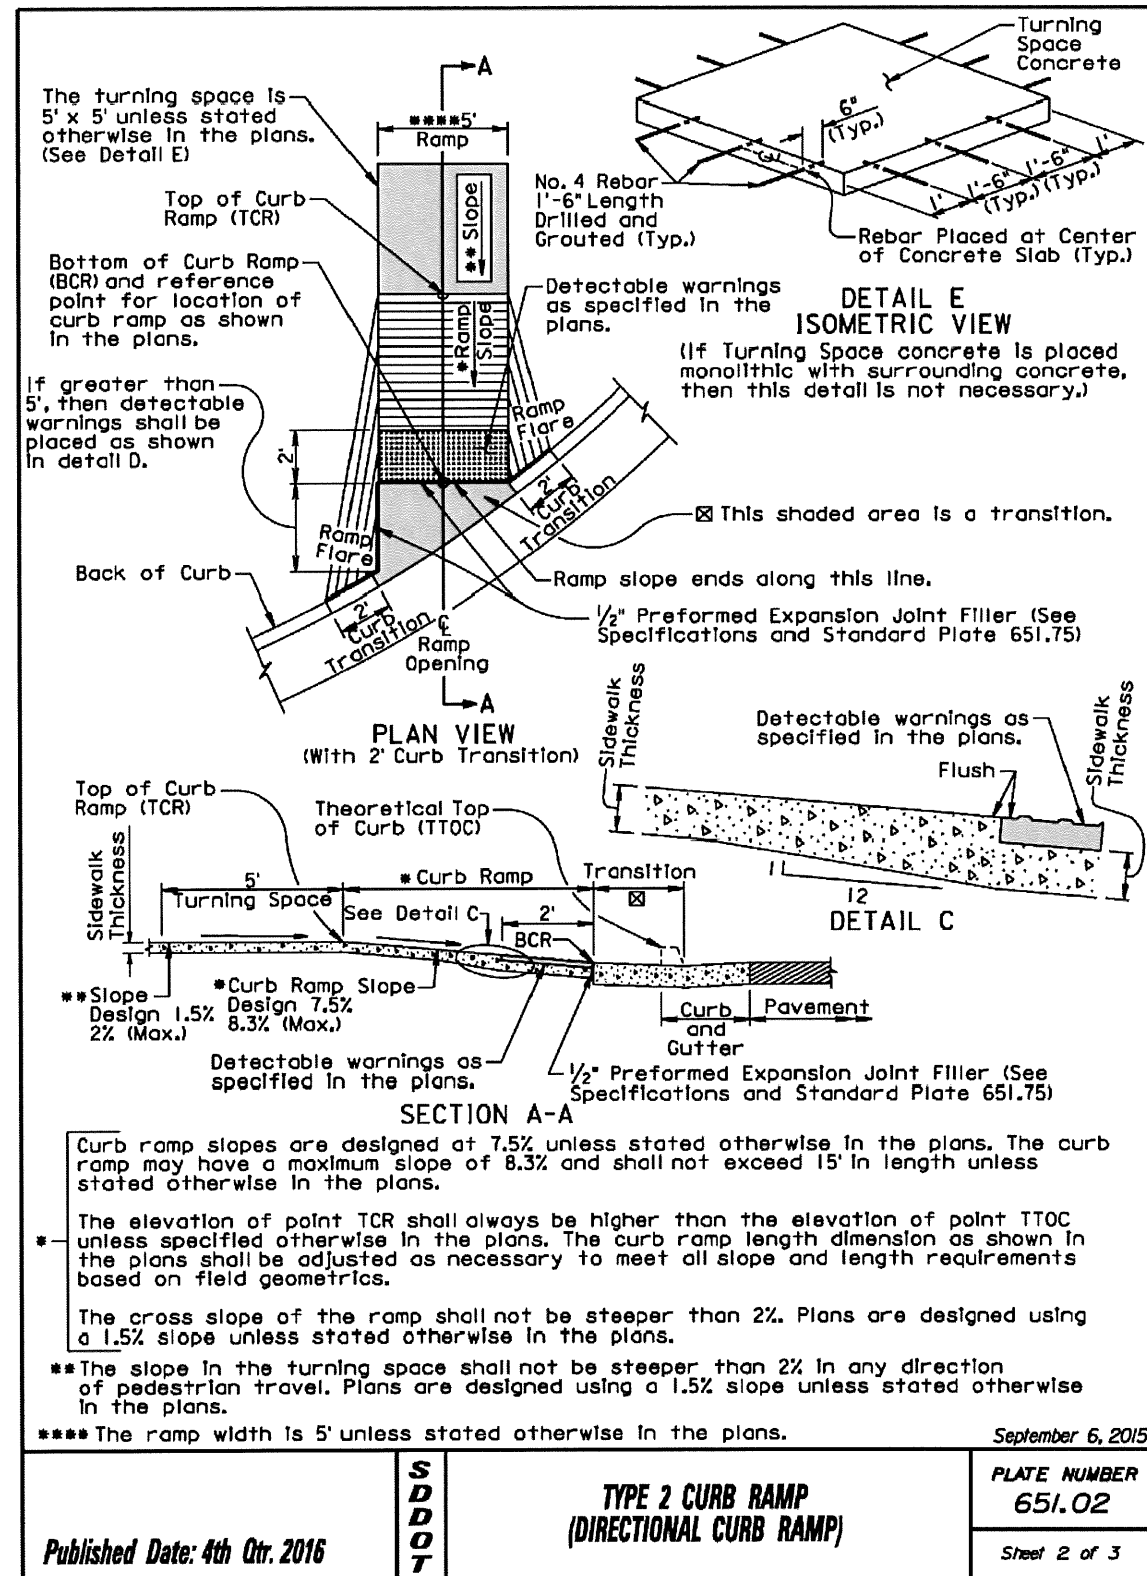 A
The turning space is
5' x 5' unless stated
otherwise in the plans.
(See Detail E)
****5'
Ramp
Top of Curb
Ramp (TCR)
** Slope
Bottom of Curb Ramp
(BCR) and reference
point for location of
curb ramp as shown
in the plans.
*Ramp
Slope
Detectable warnings
as specified in the
plans.
If greater than
5', then detectable
warnings shall be
placed as shown
in detail D.
2'
Ramp
Flare
2'
Curb
Transition
⊠ This shaded area is a transition.
Ramp
Flare
Back of Curb
Ramp slope ends along this line.
1/2" Preformed Expansion Joint Filler (See
Specifications and Standard Plate 651.75)
2'
Curb
Transition
℄
Ramp
Opening
A
PLAN VIEW
(With 2' Curb Transition)
Turning
Space
Concrete
6"
(Typ.)
3'
No. 4 Rebar
1'-6" Length
Drilled and
Grouted (Typ.)
1'
1'-6"
(Typ.)
1'-6"
(Typ.)
1'
Rebar Placed at Center
of Concrete Slab (Typ.)
DETAIL E
ISOMETRIC VIEW
(If Turning Space concrete is placed
monolithic with surrounding concrete,
then this detail is not necessary.)
Sidewalk
Thickness
Detectable warnings as
specified in the plans.
Flush
Sidewalk
Thickness
1
12
DETAIL C
Top of Curb
Ramp (TCR)
Theoretical Top
of Curb (TTOC)
Sidewalk
Thickness
5'
Turning Space
*Curb Ramp
Transition
⊠
See Detail C
2'
BCR
**Slope
Design 1.5%
2% (Max.)
*Curb Ramp Slope
Design 7.5%
8.3% (Max.)
Curb
and
Gutter
Pavement
Detectable warnings as
specified in the plans.
1/2" Preformed Expansion Joint Filler (See
Specifications and Standard Plate 651.75)
SECTION A-A
*
Curb ramp slopes are designed at 7.5% unless stated otherwise in the plans. The curb
ramp may have a maximum slope of 8.3% and shall not exceed 15' in length unless
stated otherwise in the plans.
The elevation of point TCR shall always be higher than the elevation of point TTOC
unless specified otherwise in the plans. The curb ramp length dimension as shown in
the plans shall be adjusted as necessary to meet all slope and length requirements
based on field geometrics.
The cross slope of the ramp shall not be steeper than 2%. Plans are designed using
a 1.5% slope unless stated otherwise in the plans.
** The slope in the turning space shall not be steeper than 2% in any direction
of pedestrian travel. Plans are designed using a 1.5% slope unless stated otherwise
in the plans.
**** The ramp width is 5' unless stated otherwise in the plans.
September 6, 2015
Published Date: 4th Qtr. 2016
SDDOT
TYPE 2 CURB RAMP
(DIRECTIONAL CURB RAMP)
PLATE NUMBER
651.02
Sheet 2 of 3